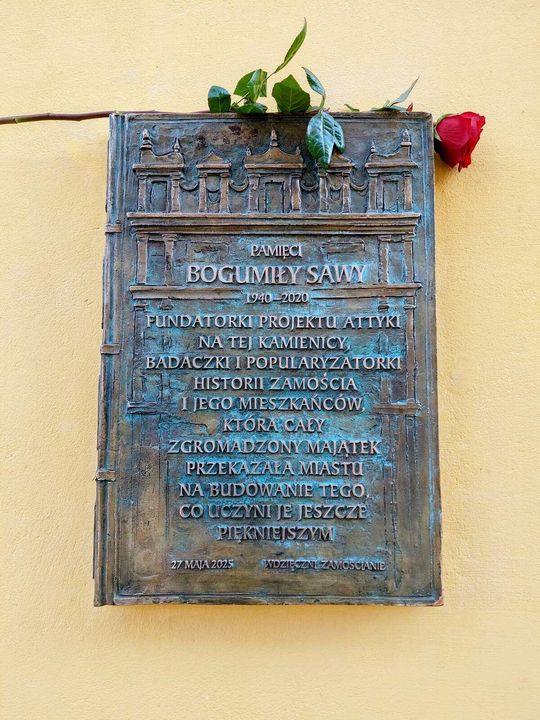 PAMIĘCI
BOGUMIŁY SAWY
1940–2020
FUNDATORKI PROJEKTU ATTYKI
NA TEJ KAMIENICY,
BADACZKI I POPULARYZATORKI
HISTORII ZAMOŚCIA
I JEGO MIESZKAŃCÓW,
KTÓRA CAŁY
ZGROMADZONY MAJĄTEK
PRZEKAZAŁA MIASTU
NA BUDOWANIE TEGO,
CO UCZYNI JE JESZCZE
PIĘKNIEJSZYM
27 MAJA 2025 WDZIĘCZNI ZAMOŚCIANIE